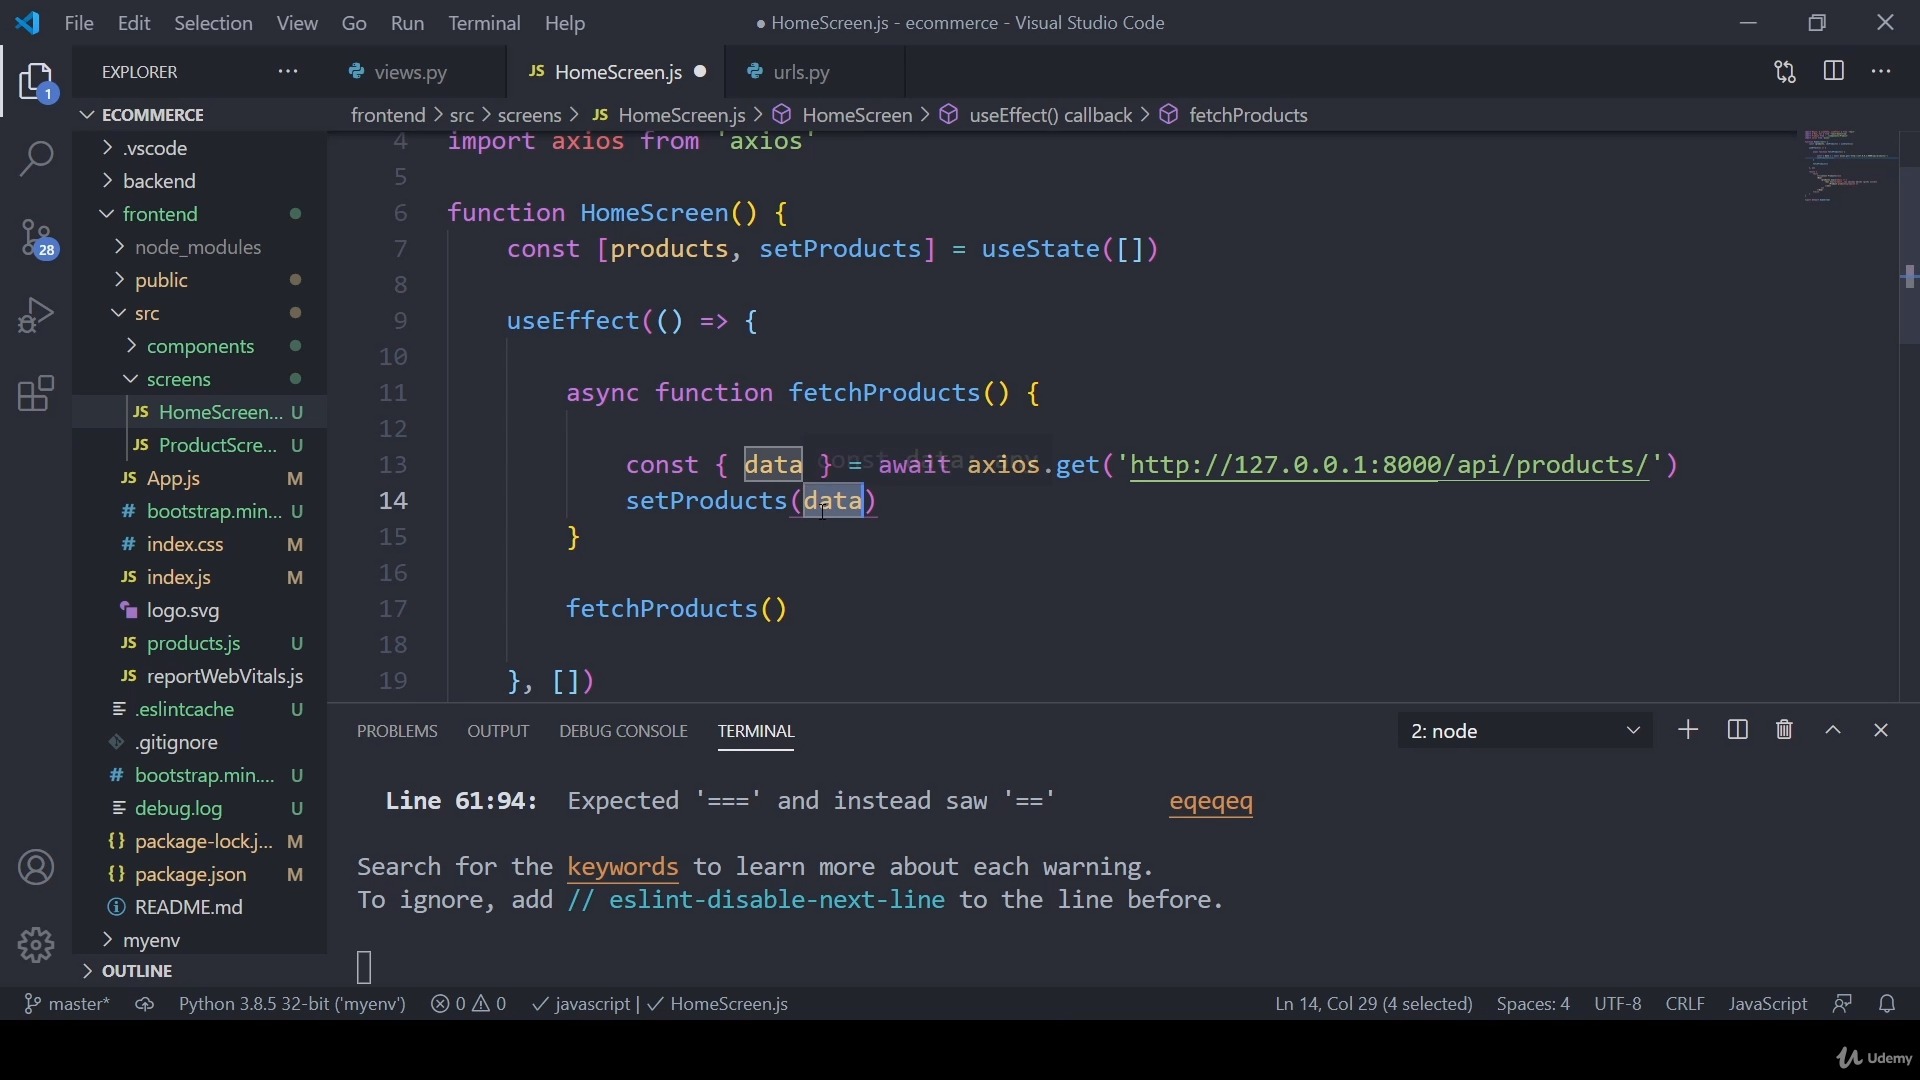 File Edit Selection View Go Run Terminal Help ● HomeScreen.js - ecommerce - Visual Studio Code
EXPLORER ··· views.py JS HomeScreen.js ● urls.py ···
1
ECOMMERCE
frontend > src > screens > JS HomeScreen.js > HomeScreen > useEffect() callback > fetchProducts
.vscode
backend
frontend
node_modules
public
src
components
screens
JS HomeScreen... U
JS ProductScre... U
JS App.js M
# bootstrap.min... U
# index.css M
JS index.js M
logo.svg
JS products.js U
JS reportWebVitals.js
.eslintcache U
.gitignore
# bootstrap.min.... U
debug.log U
{} package-lock.j... M
{} package.json M
README.md
myenv
OUTLINE
28
4 import axios from 'axios'
5
6 function HomeScreen() {
7 const [products, setProducts] = useState([])
8
9 useEffect(() => {
10
11 async function fetchProducts() {
12
13 const { data } = await axios.get('http://127.0.0.1:8000/api/products/')
14 setProducts(data)
15 }
16
17 fetchProducts()
18
19 }, [])
PROBLEMS OUTPUT DEBUG CONSOLE TERMINAL 2: node
Line 61:94: Expected '===' and instead saw '==' eqeqeq
Search for the keywords to learn more about each warning.
To ignore, add // eslint-disable-next-line to the line before.
master* Python 3.8.5 32-bit ('myenv') 0 0 javascript | HomeScreen.js Ln 14, Col 29 (4 selected) Spaces: 4 UTF-8 CRLF JavaScript
Udemy